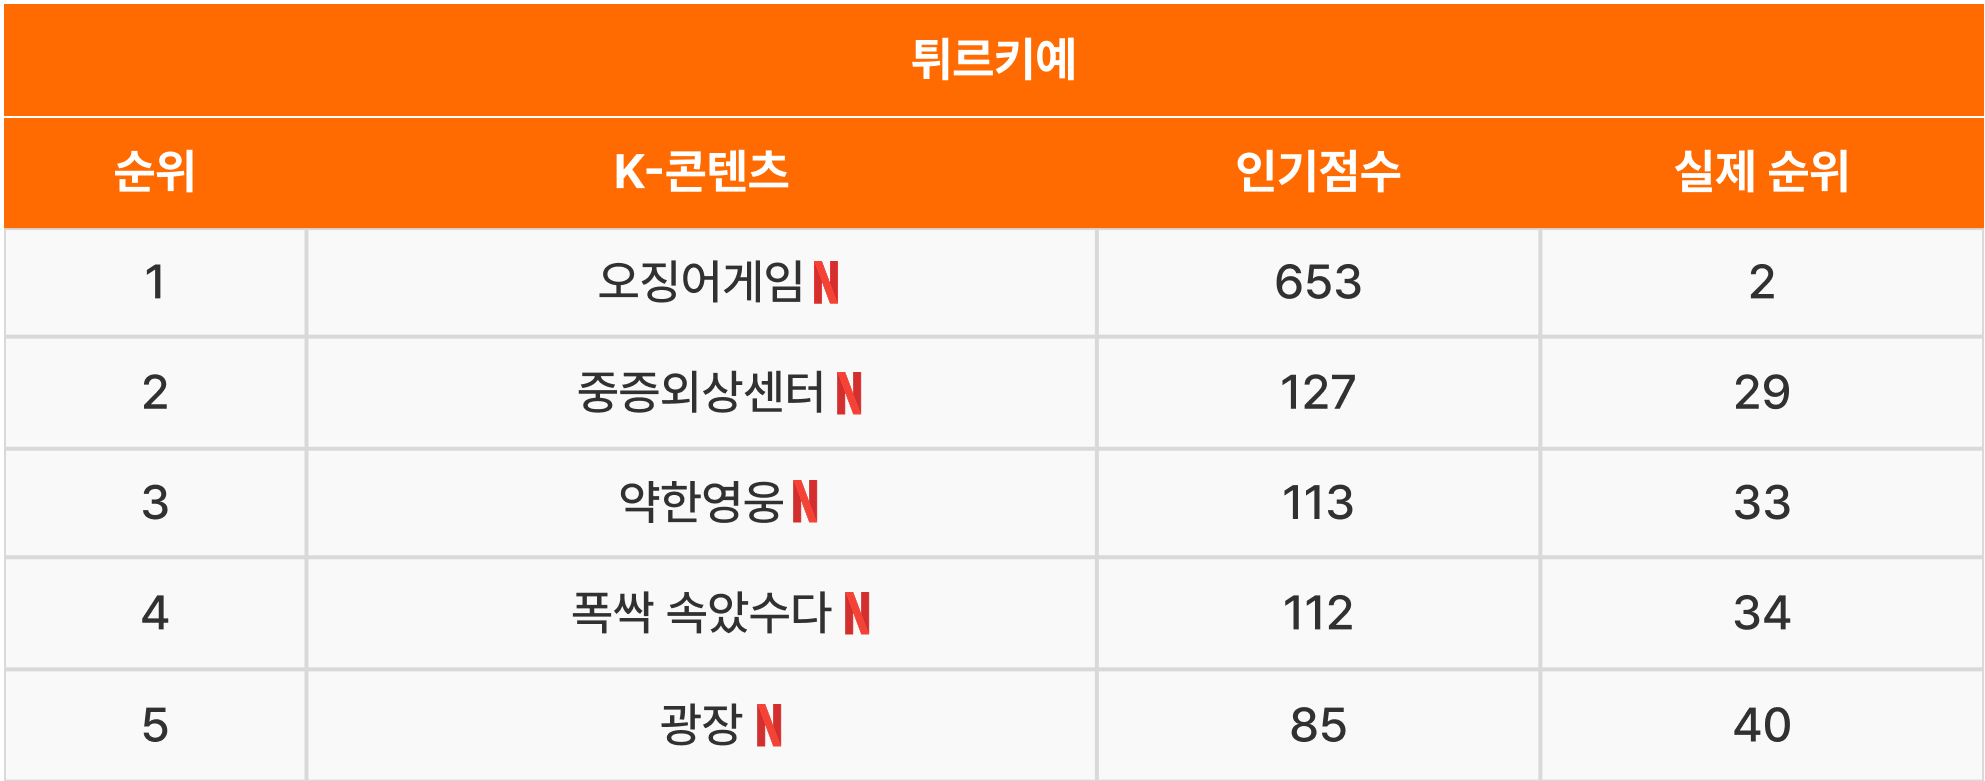 튀르키예
순위 K-콘텐츠 인기점수 실제 순위
1 오징어게임 N 653 2
2 중증외상센터 N 127 29
3 약한영웅 N 113 33
4 폭싹 속았수다 N 112 34
5 광장 N 85 40